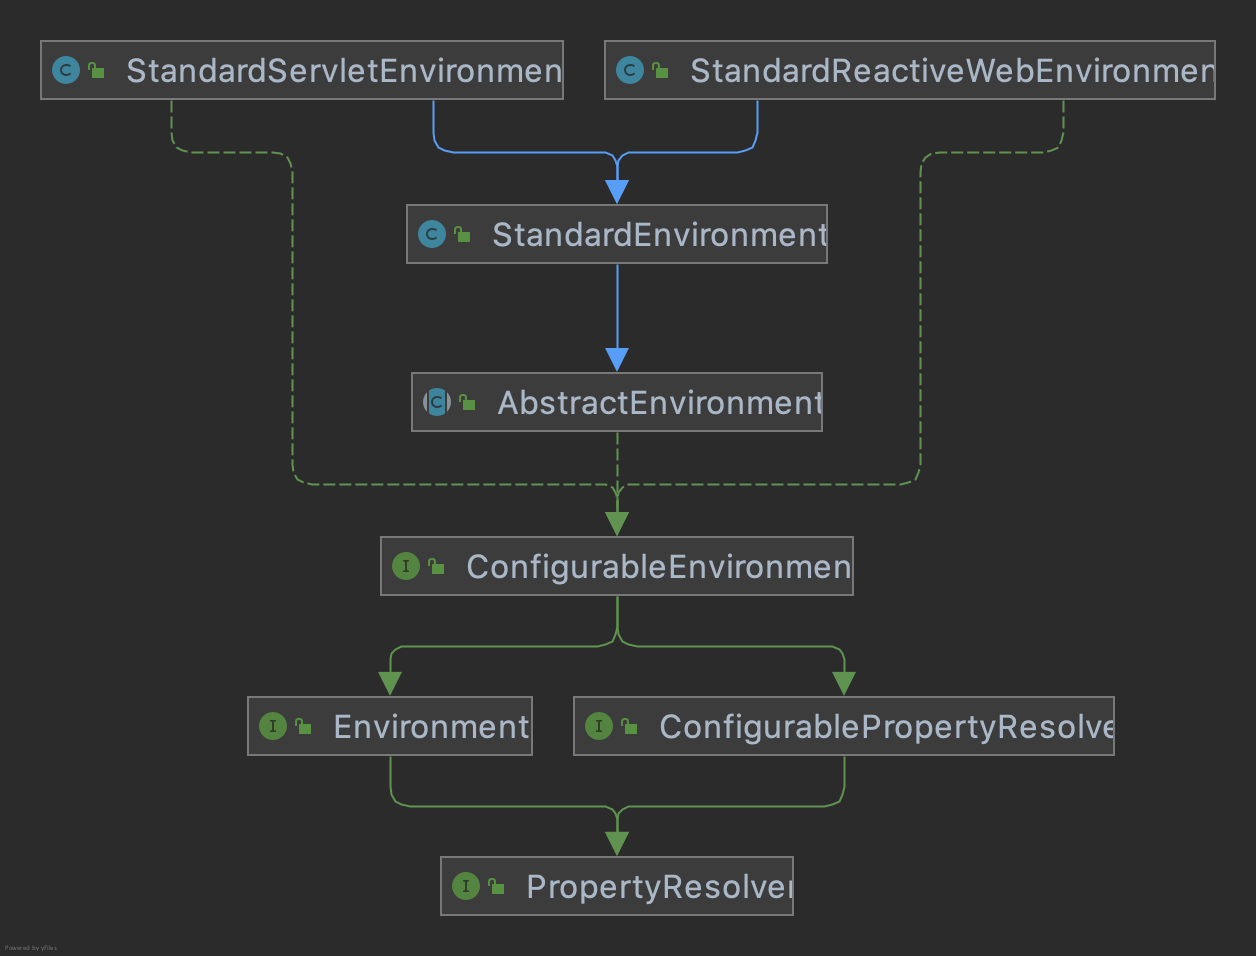 C StandardServletEnvironmen
C StandardReactiveWebEnvironmen
C StandardEnvironment
C AbstractEnvironment
I ConfigurableEnvironmen
I Environment
I ConfigurablePropertyResolve
I PropertyResolver
Powered by yFiles